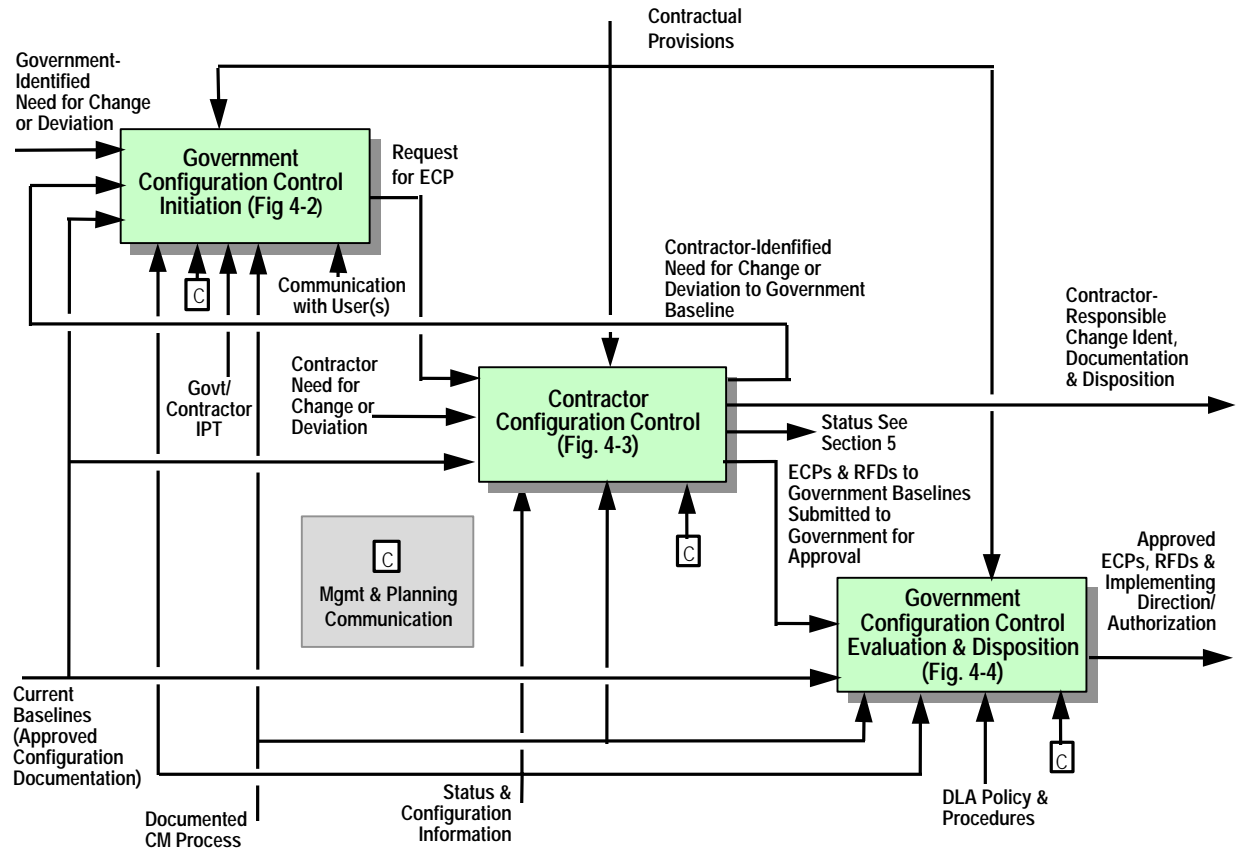 Contractual
Provisions
Government-
Identified
Need for Change
or Deviation
Government
Configuration Control
Initiation (Fig 4-2)
Request
for ECP
C
Communication
with User(s)
Contractor-Idenfified
Need for Change or
Deviation to Government
Baseline
Contractor-
Responsible
Change Ident,
Documentation
& Disposition
Govt/
Contractor
IPT
Contractor
Need for
Change or
Deviation
Contractor
Configuration Control
(Fig. 4-3)
Status See
Section 5
ECPs & RFDs to
Government Baselines
Submitted to
Government for
Approval
C
C
Mgmt & Planning
Communication
Approved
ECPs, RFDs &
Implementing
Direction/
Authorization
Government
Configuration Control
Evaluation & Disposition
(Fig. 4-4)
Current
Baselines
(Approved
Configuration
Documentation)
C
Documented
CM Process
Status &
Configuration
Information
DLA Policy &
Procedures